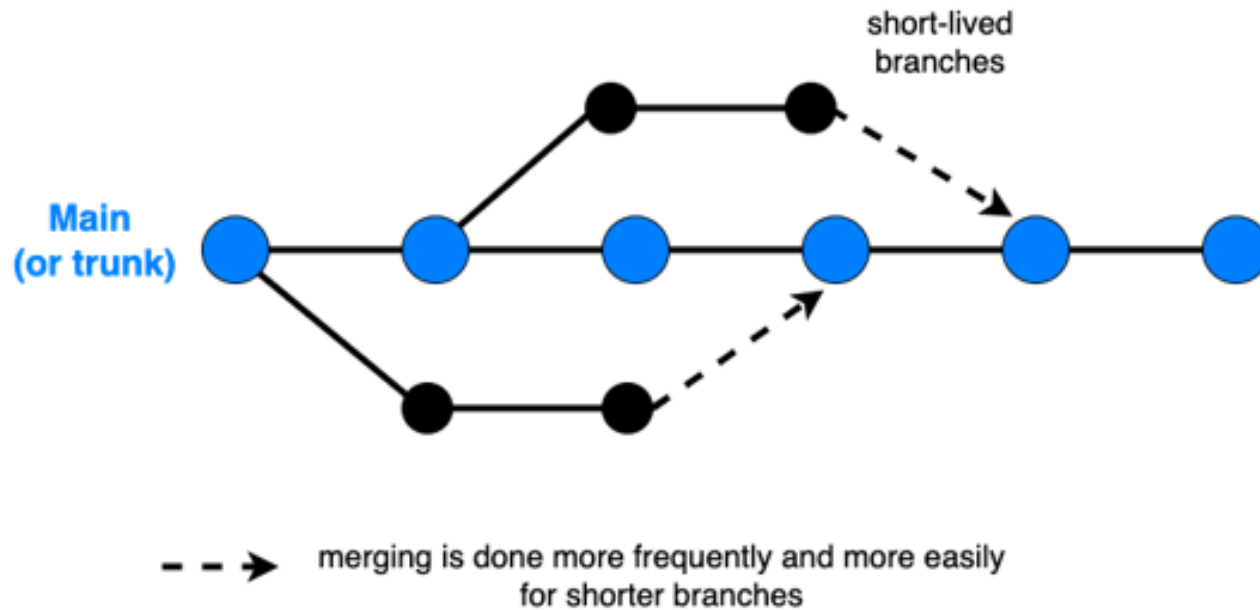 short-lived
branches
Main
(or trunk)
merging is done more frequently and more easily
for shorter branches